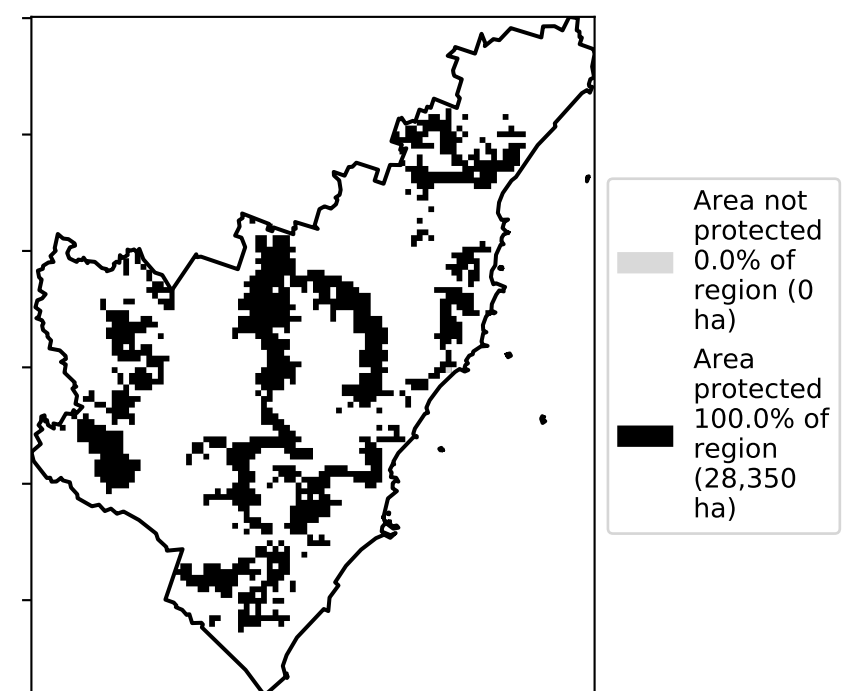 Area not
protected
0.0% of
region (0
ha)
Area
protected
100.0% of
region
(28,350
ha)